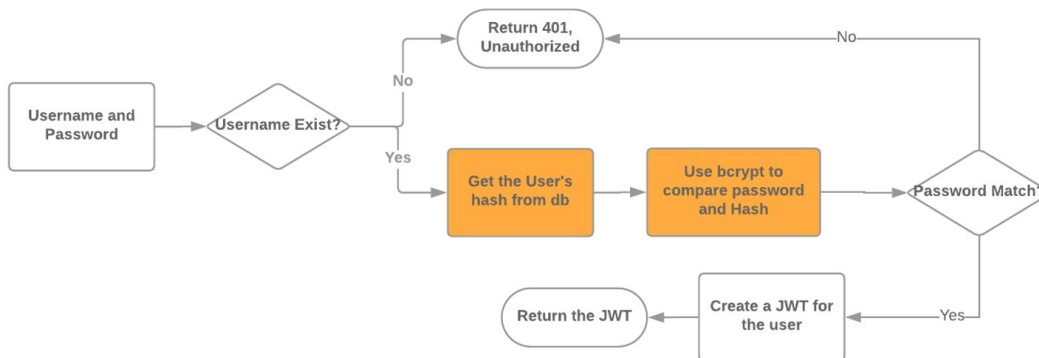 Return 401,
Unauthorized
No
No
Username and
Password
Username Exist?
Yes
Get the User's
hash from db
Use bcrypt to
compare password
and Hash
Password Match?
Return the JWT
Create a JWT for
the user
Yes